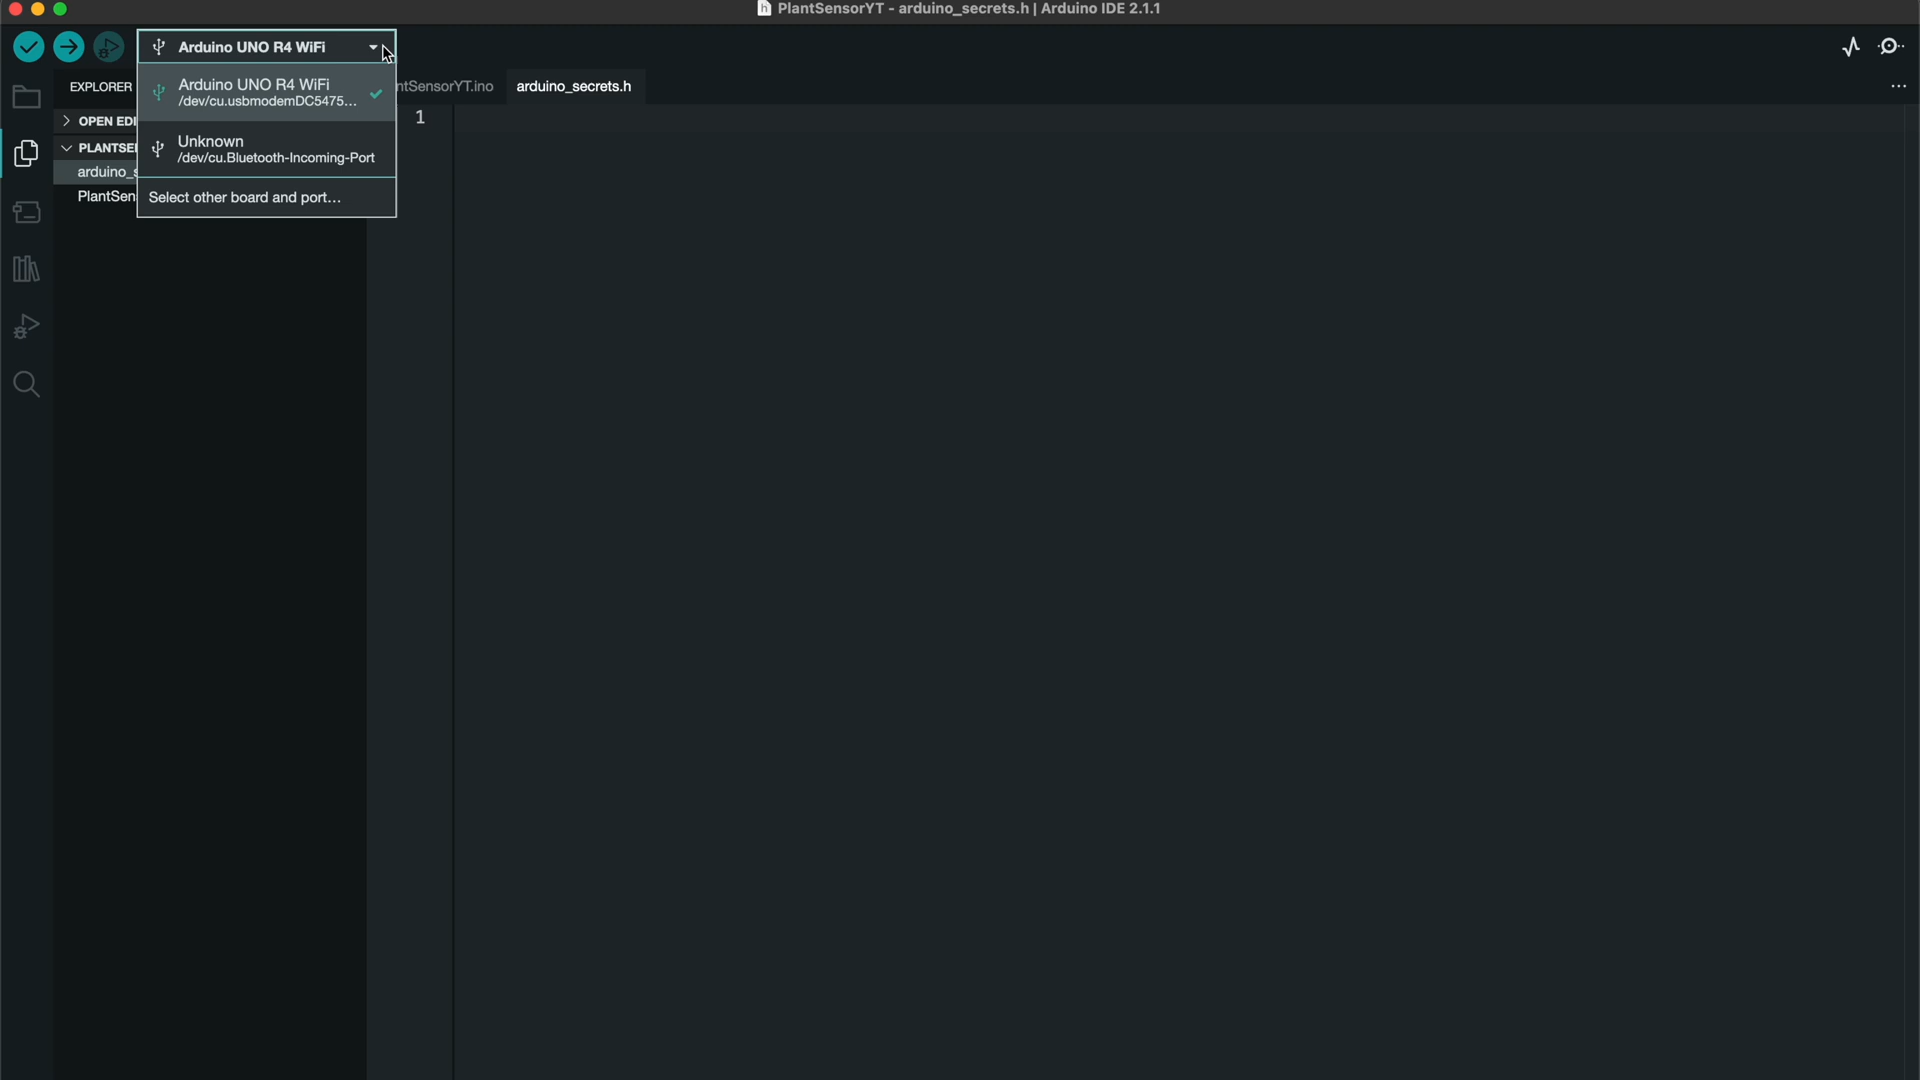 PlantSensorYT - arduino_secrets.h | Arduino IDE 2.1.1
Arduino UNO R4 WiFi
EXPLORER
Arduino UNO R4 WiFi
/dev/cu.usbmodemDC5475...
ntSensorYT.ino
arduino_secrets.h
OPEN EDI
1
Unknown
/dev/cu.Bluetooth-Incoming-Port
PLANTSE
arduino_s
PlantSen
Select other board and port...